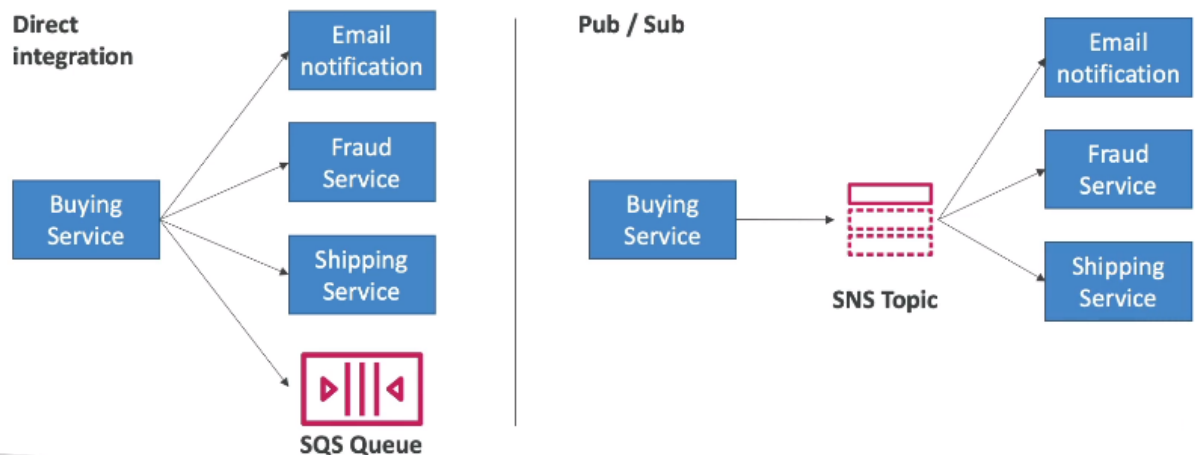 Direct
integration
Email
notification
Fraud
Service
Buying
Service
Shipping
Service
SQS Queue
Pub / Sub
Email
notification
Fraud
Service
Buying
Service
SNS Topic
Shipping
Service